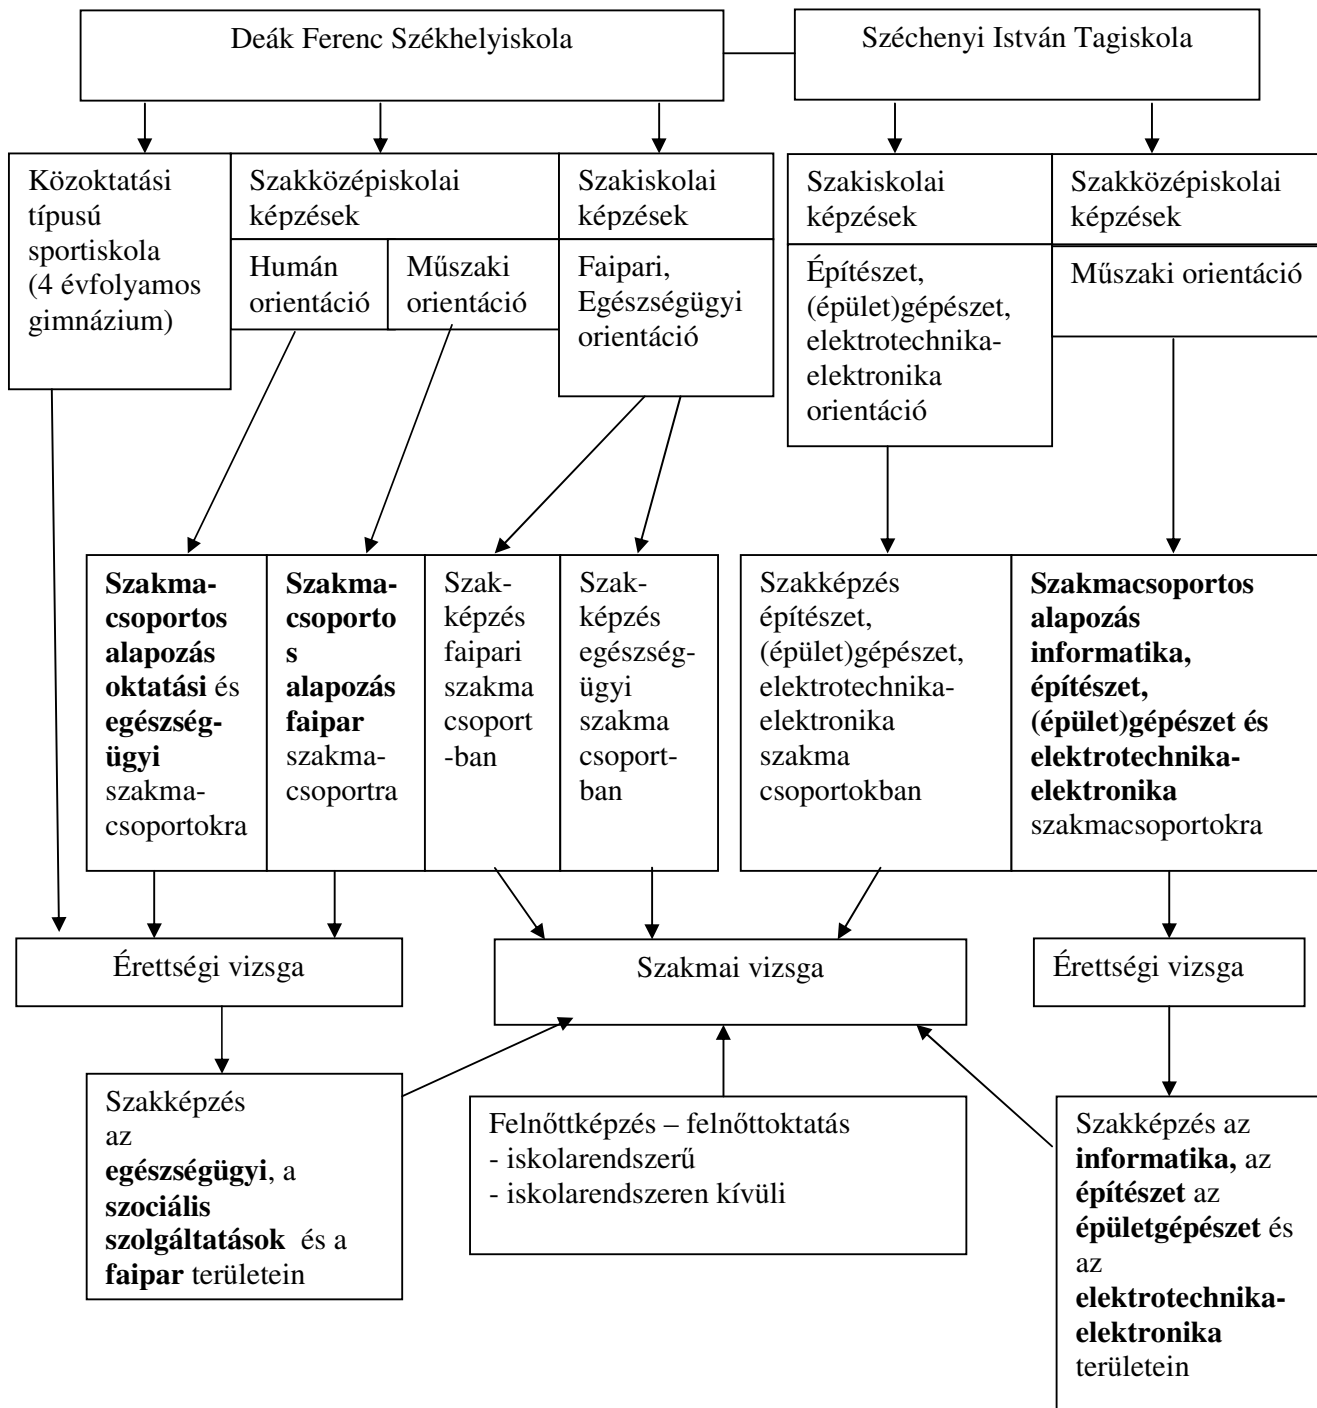 Deák Ferenc Székhelyiskola
Széchenyi István Tagiskola
Közoktatási
típusú
sportiskola
(4 évfolyamos
gimnázium)
Szakközépiskolai
képzések
Humán
orientáció
Műszaki
orientáció
Szakiskolai
képzések
Faipari,
Egészségügyi
orientáció
Szakiskolai
képzések
Építészet,
(épület)gépészet,
elektrotechnika-
elektronika
orientáció
Szakközépiskolai
képzések
Műszaki orientáció
Szakma-
csoportos
alapozás
oktatási és
egészség-
ügyi
szakma-
csoportokra
Szakma-
csoporto
s
alapozás
faipar
szakma-
csoportra
Szak-
képzés
faipari
szakma
csoport
-ban
Szak-
képzés
egészség-
ügyi
szakma
csoport-
ban
Szakképzés
építészet,
(épület)gépészet,
elektrotechnika-
elektronika
szakma
csoportokban
Szakmacsoportos
alapozás
informatika,
építészet,
(épület)gépészet és
elektrotechnika-
elektronika
szakmacsoportokra
Érettségi vizsga
Szakmai vizsga
Érettségi vizsga
Szakképzés
az
egészségügyi, a
szociális
szolgáltatások és a
faipar területein
Felnőttképzés – felnőttoktatás
- iskolarendszerű
- iskolarendszeren kívüli
Szakképzés az
informatika, az
építészet az
épületgépészet és
az
elektrotechnika-
elektronika
területein